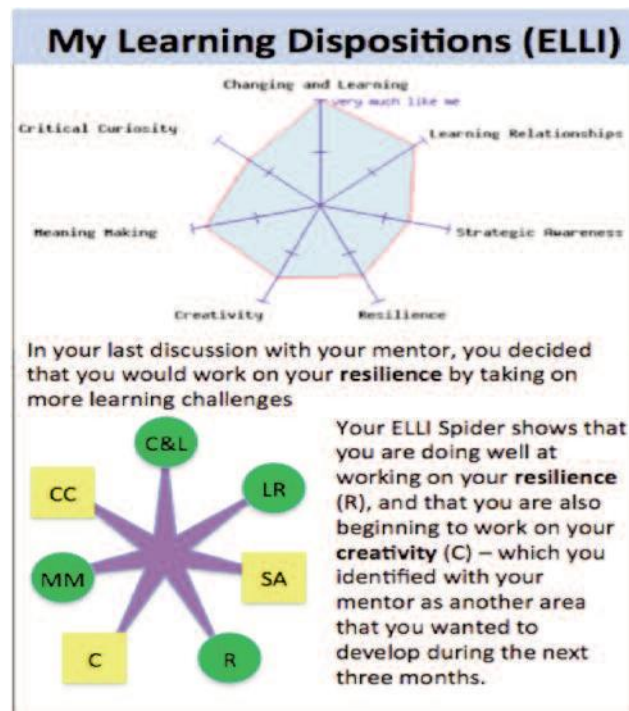 My Learning Dispositions (ELLI)
Changing and Learning
very much like me
Critical Curiosity
Learning Relationships
Meaning Making
Strategic Awareness
Creativity
Resilience
In your last discussion with your mentor, you decided
that you would work on your resilience by taking on
more learning challenges
C&L
CC
LR
MM
SA
C
R
Your ELLI Spider shows that
you are doing well at
working on your resilience
(R), and that you are also
beginning to work on your
creativity (C) – which you
identified with your
mentor as another area
that you wanted to
develop during the next
three months.